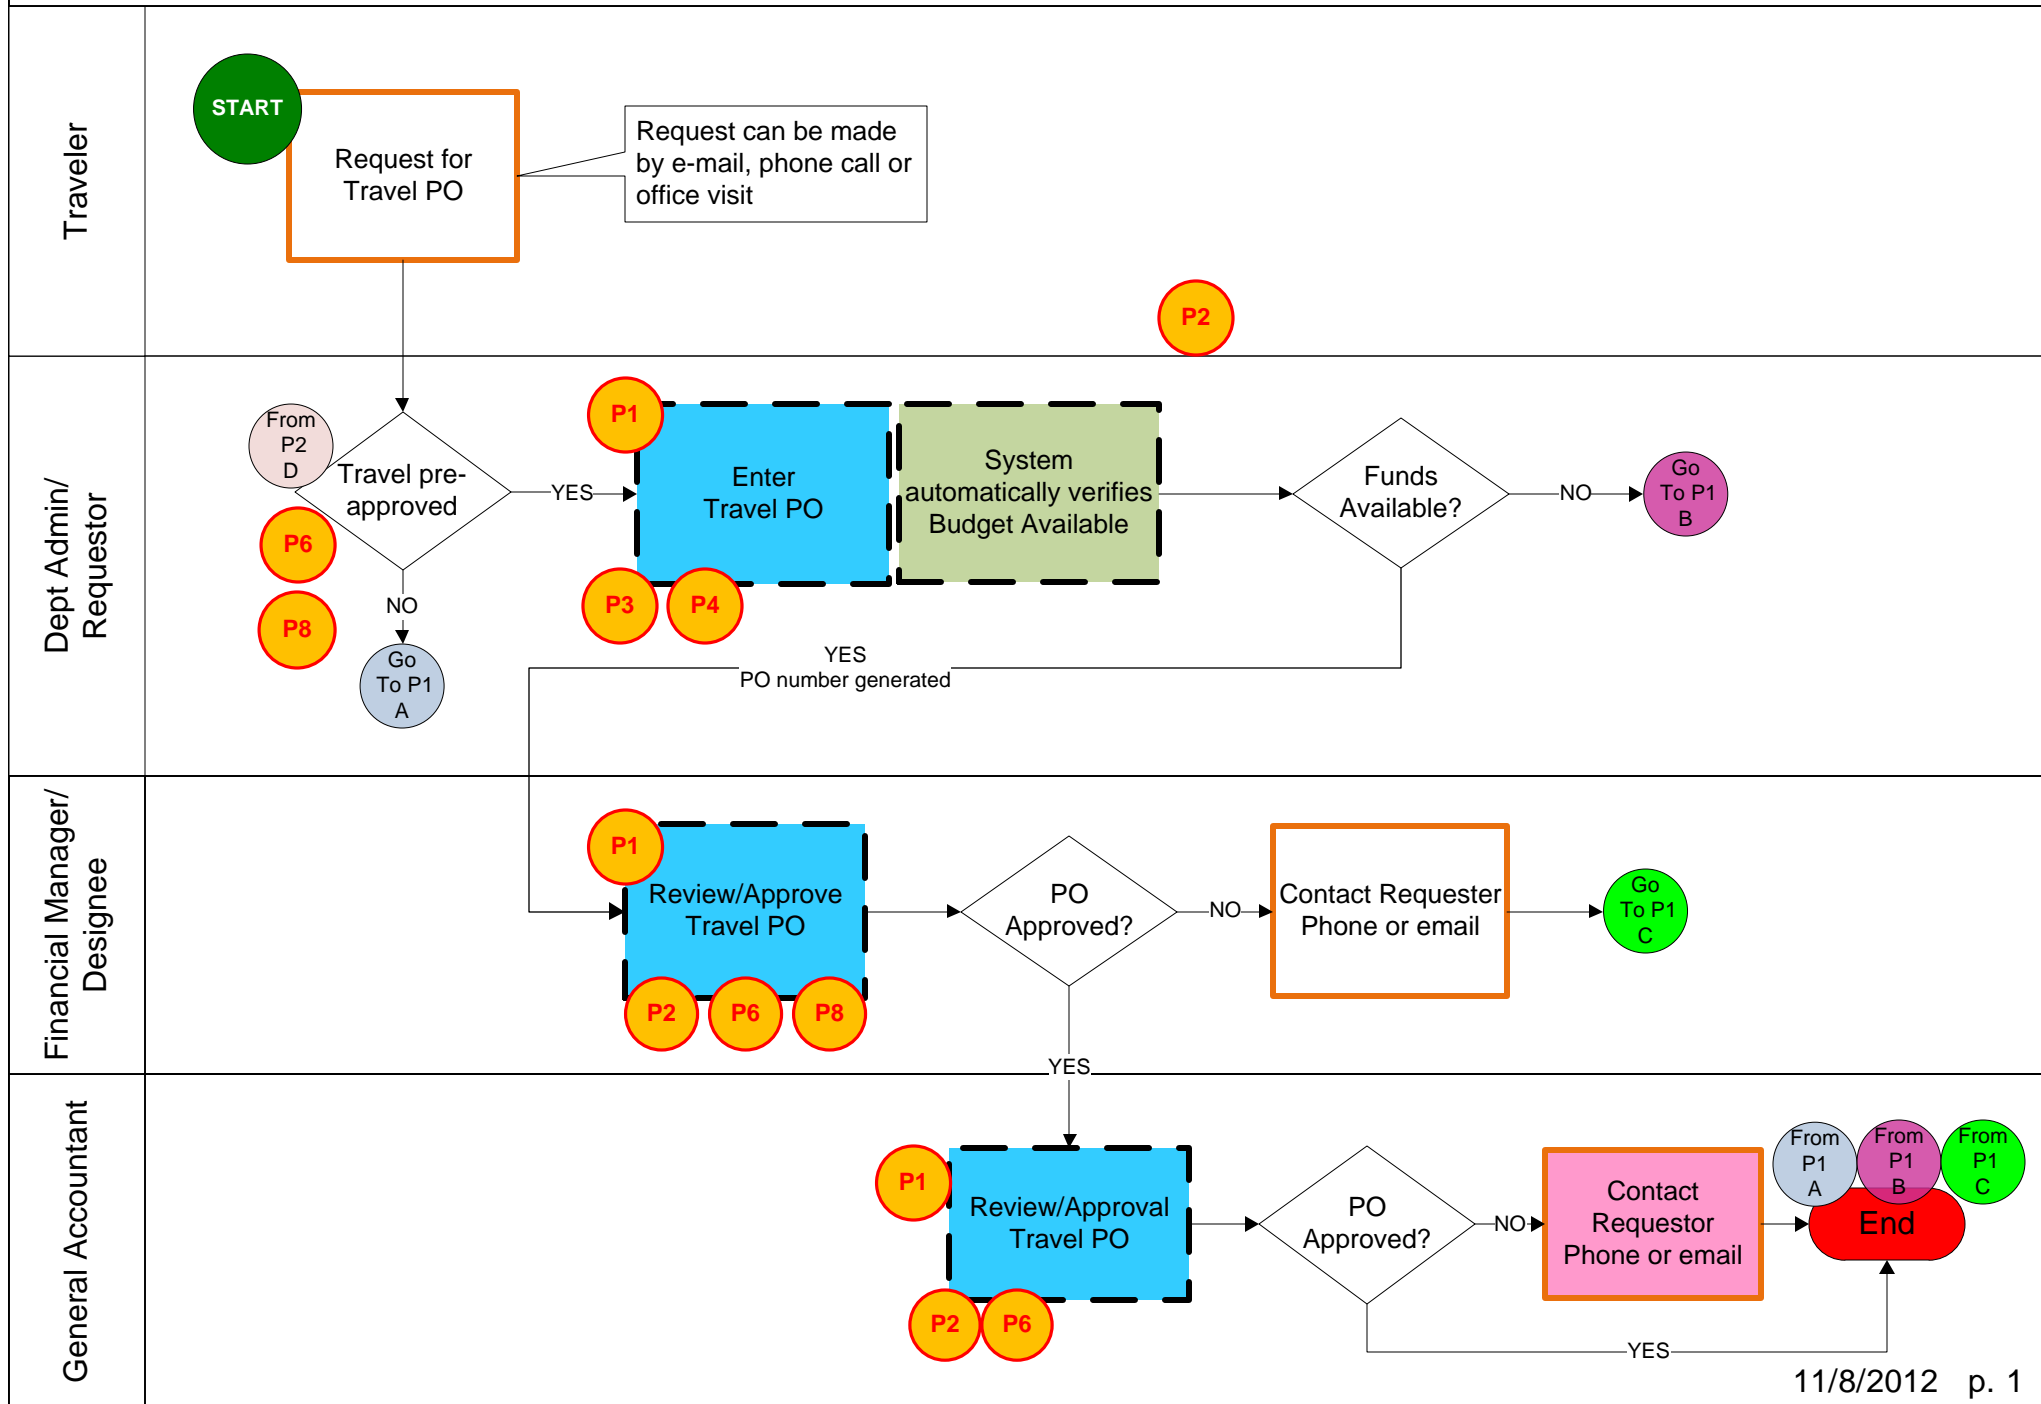 Traveler
START
Request for
Travel PO
Request can be made
by e-mail, phone call or
office visit
P2
Dept Admin/
Requestor
From
P2
D
Travel pre-
approved
P6
P8
NO
Go
To P1
A
YES
P1
Enter
Travel PO
P3
P4
System
automatically verifies
Budget Available
Funds
Available?
NO
Go
To P1
B
YES
PO number generated
Financial Manager/
Designee
P1
Review/Approve
Travel PO
P2
P6
P8
PO
Approved?
NO
Contact Requester
Phone or email
Go
To P1
C
YES
General Accountant
P1
Review/Approval
Travel PO
P2
P6
PO
Approved?
NO
Contact
Requestor
Phone or email
From
P1
A
From
P1
B
From
P1
C
End
YES
11/8/2012 p. 1